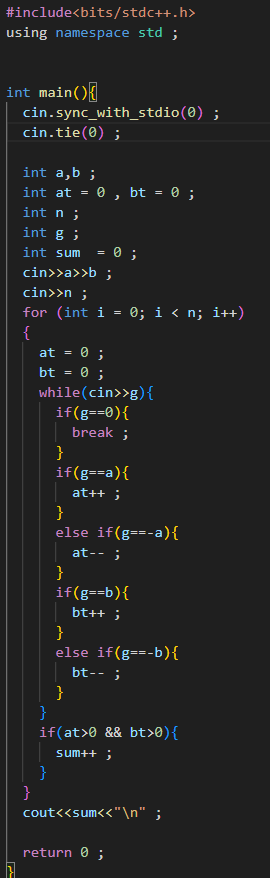 #include<bits/stdc++.h>
using namespace std ;
int main(){
cin.sync_with_stdio(0) ;
cin.tie(0) ;
int a,b ;
int at = 0 , bt = 0 ;
int n ;
int g ;
int sum  = 0 ;
cin>>a>>b ;
cin>>n ;
for (int i = 0; i < n; i++)
{
at = 0 ;
bt = 0 ;
while(cin>>g){
if(g==0){
break ;
}
if(g==a){
at++ ;
}
else if(g==-a){
at-- ;
}
if(g==b){
bt++ ;
}
else if(g==-b){
bt-- ;
}
}
if(at>0 && bt>0){
sum++ ;
}
}
cout<<sum<<"\n" ;
return 0 ;
}